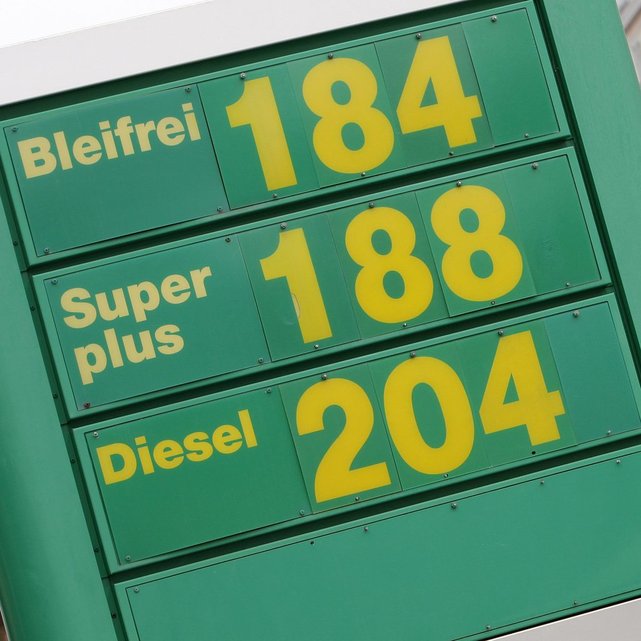 Bleifrei 184
Super plus 188
Diesel 204